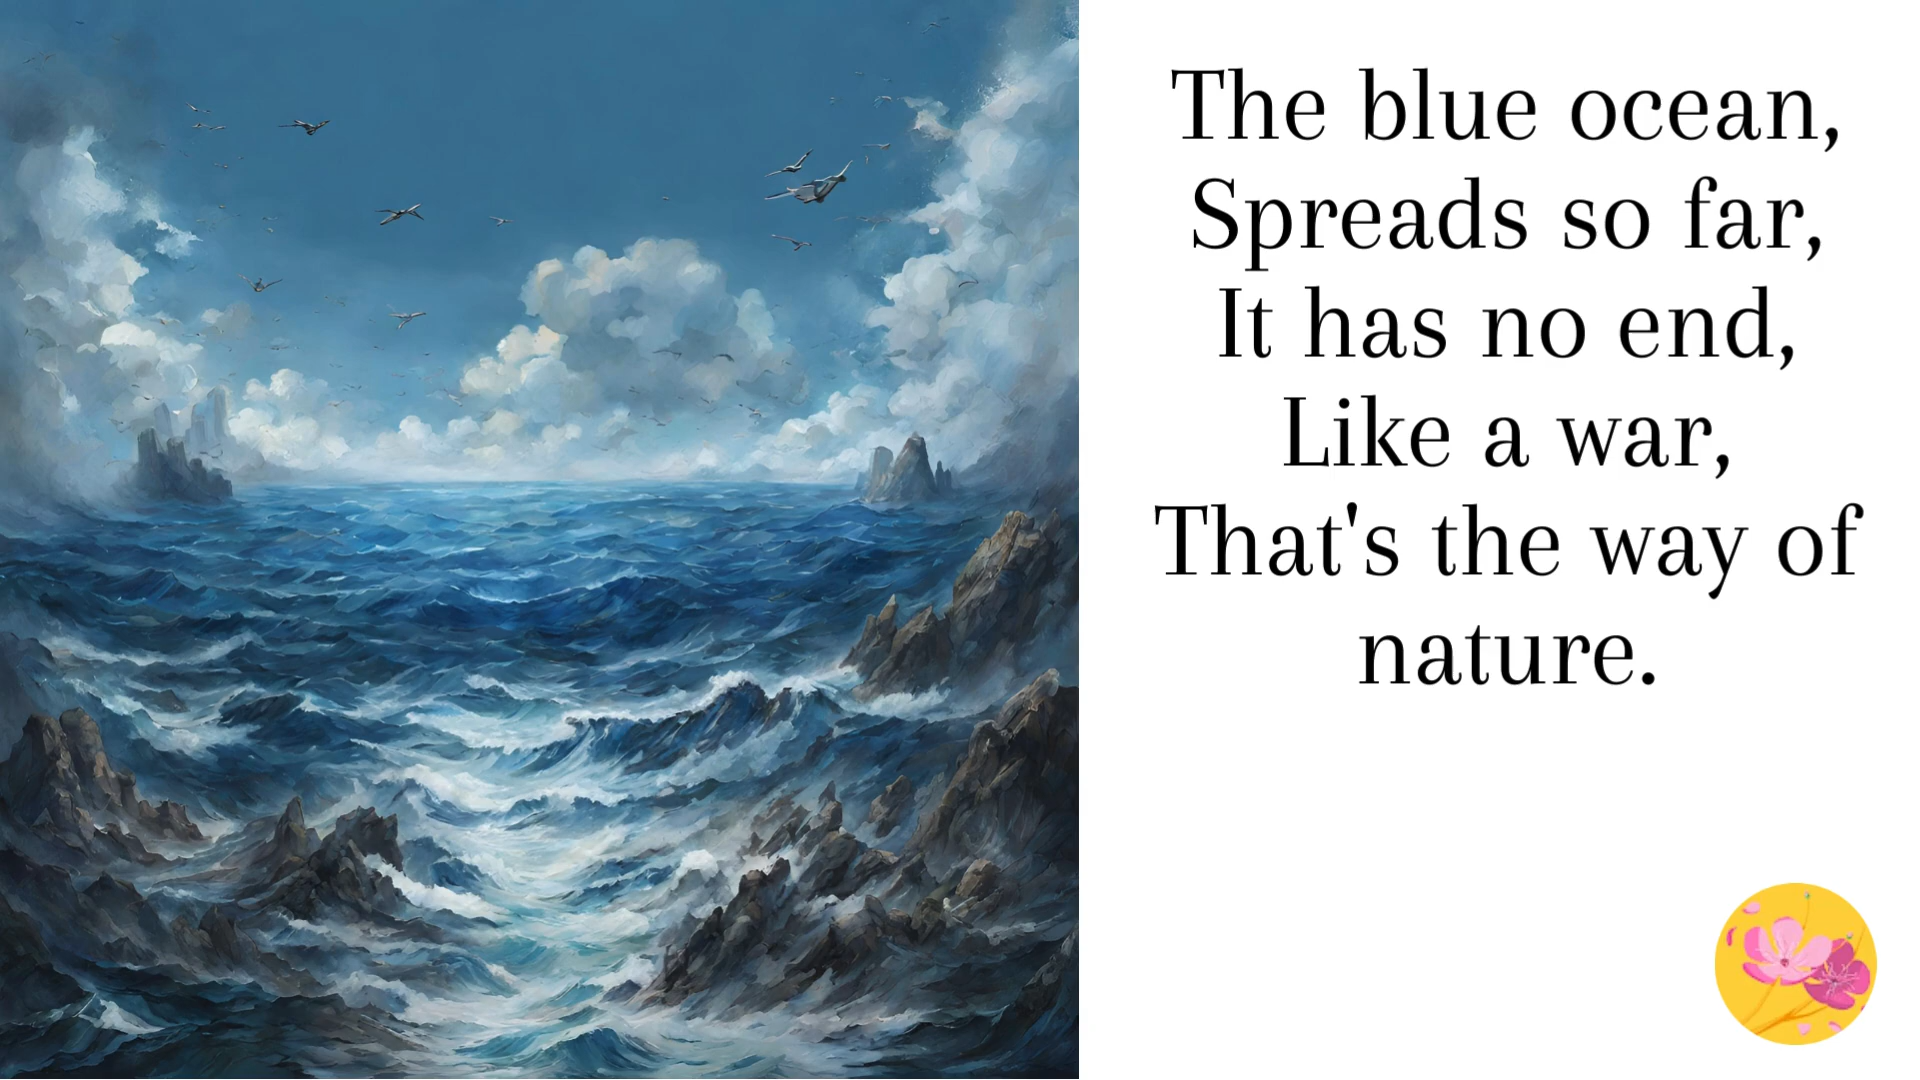 The blue ocean,
Spreads so far,
It has no end,
Like a war,
That's the way of
nature.